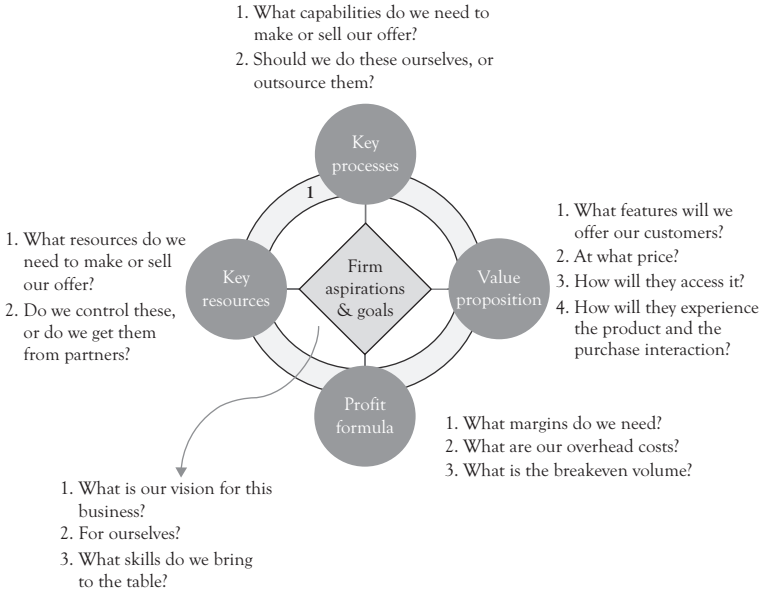 1. What capabilities do we need to
make or sell our offer?
2. Should we do these ourselves, or
outsource them?
Key
processes
1
1. What resources do we
need to make or sell
our offer?
2. Do we control these,
or do we get them
from partners?
Key
resources
Firm
aspirations
& goals
Value
proposition
1. What features will we
offer our customers?
2. At what price?
3. How will they access it?
4. How will they experience
the product and the
purchase interaction?
Profit
formula
1. What margins do we need?
2. What are our overhead costs?
3. What is the breakeven volume?
1. What is our vision for this
business?
2. For ourselves?
3. What skills do we bring
to the table?